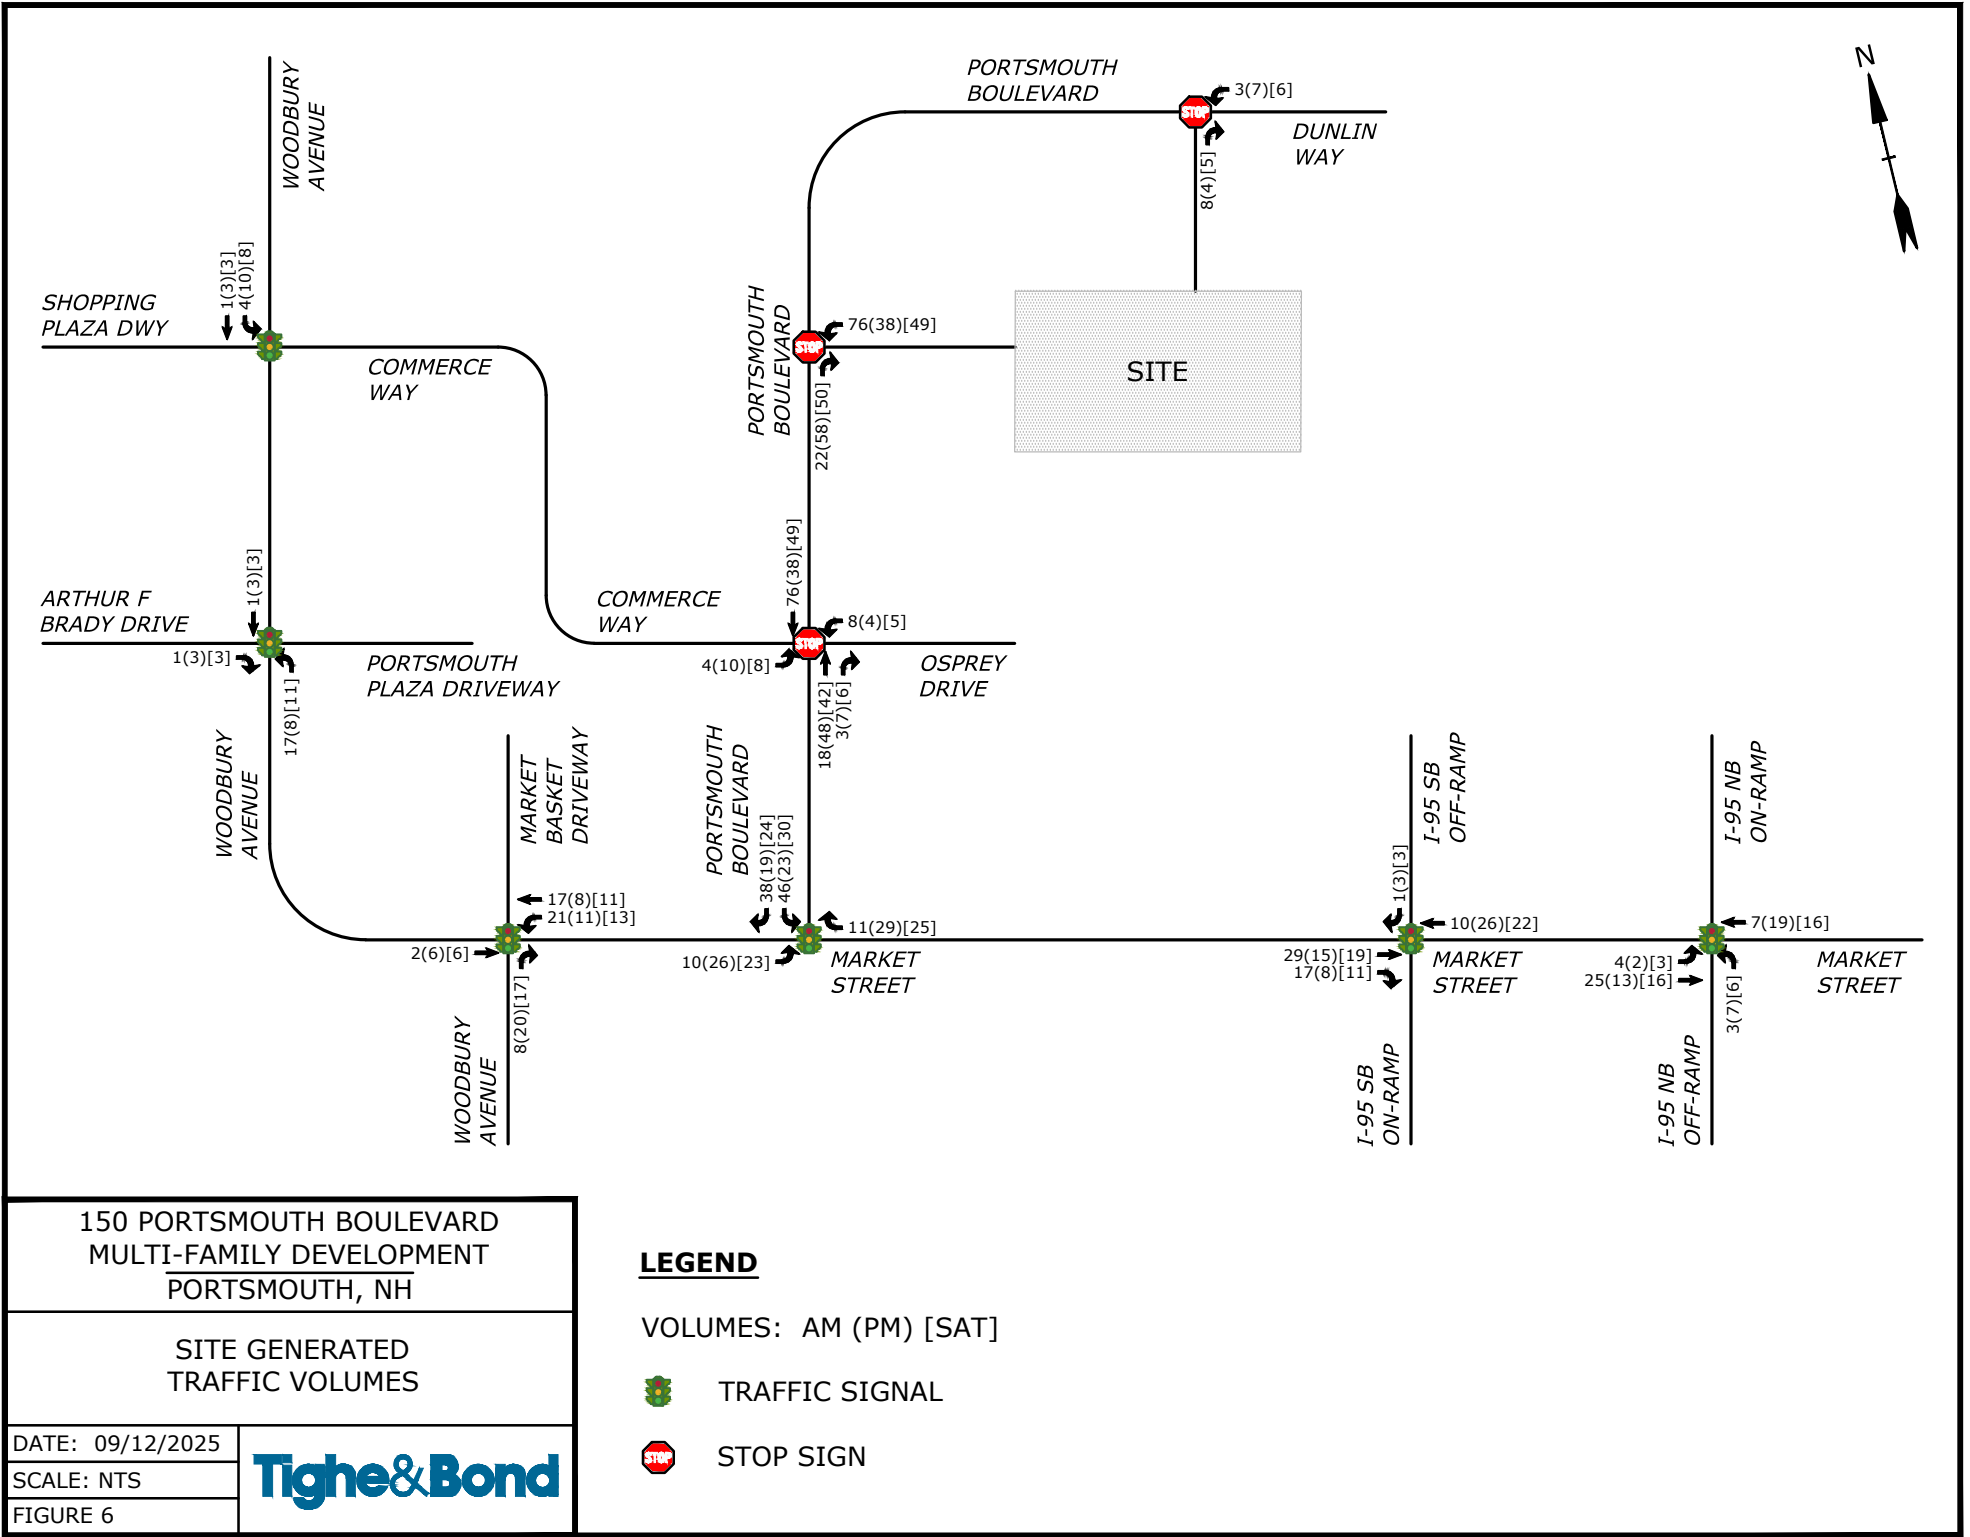 N
WOODBURY
AVENUE
PORTSMOUTH
BOULEVARD
STOP
3(7)[6]
DUNLIN
WAY
8(4)[5]
1(3)[3]
4(10)[8]
SHOPPING
PLAZA DWY
COMMERCE
WAY
PORTSMOUTH
BOULEVARD
STOP
76(38)[49]
22(58)[50]
SITE
ARTHUR F
BRADY DRIVE
1(3)[3]
1(3)[3]
17(8)[11]
PORTSMOUTH
PLAZA DRIVEWAY
COMMERCE
WAY
76(38)[49]
STOP
8(4)[5]
4(10)[8]
18(48)[42]
3(7)[6]
OSPREY
DRIVE
WOODBURY
AVENUE
MARKET
BASKET
DRIVEWAY
PORTSMOUTH
BOULEVARD
38(19)[24]
46(23)[30]
17(8)[11]
21(11)[13]
2(6)[6]
8(20)[17]
WOODBURY
AVENUE
11(29)[25]
10(26)[23]
MARKET
STREET
I-95 SB
OFF-RAMP
1(3)[3]
10(26)[22]
29(15)[19]
17(8)[11]
MARKET
STREET
I-95 SB
ON-RAMP
I-95 NB
ON-RAMP
7(19)[16]
4(2)[3]
25(13)[16]
3(7)[6]
MARKET
STREET
I-95 NB
OFF-RAMP
150 PORTSMOUTH BOULEVARD
MULTI-FAMILY DEVELOPMENT
PORTSMOUTH, NH
SITE GENERATED
TRAFFIC VOLUMES
DATE: 09/12/2025
SCALE: NTS
FIGURE 6
Tighe&Bond
LEGEND
VOLUMES: AM (PM) [SAT]
TRAFFIC SIGNAL
STOP
STOP SIGN